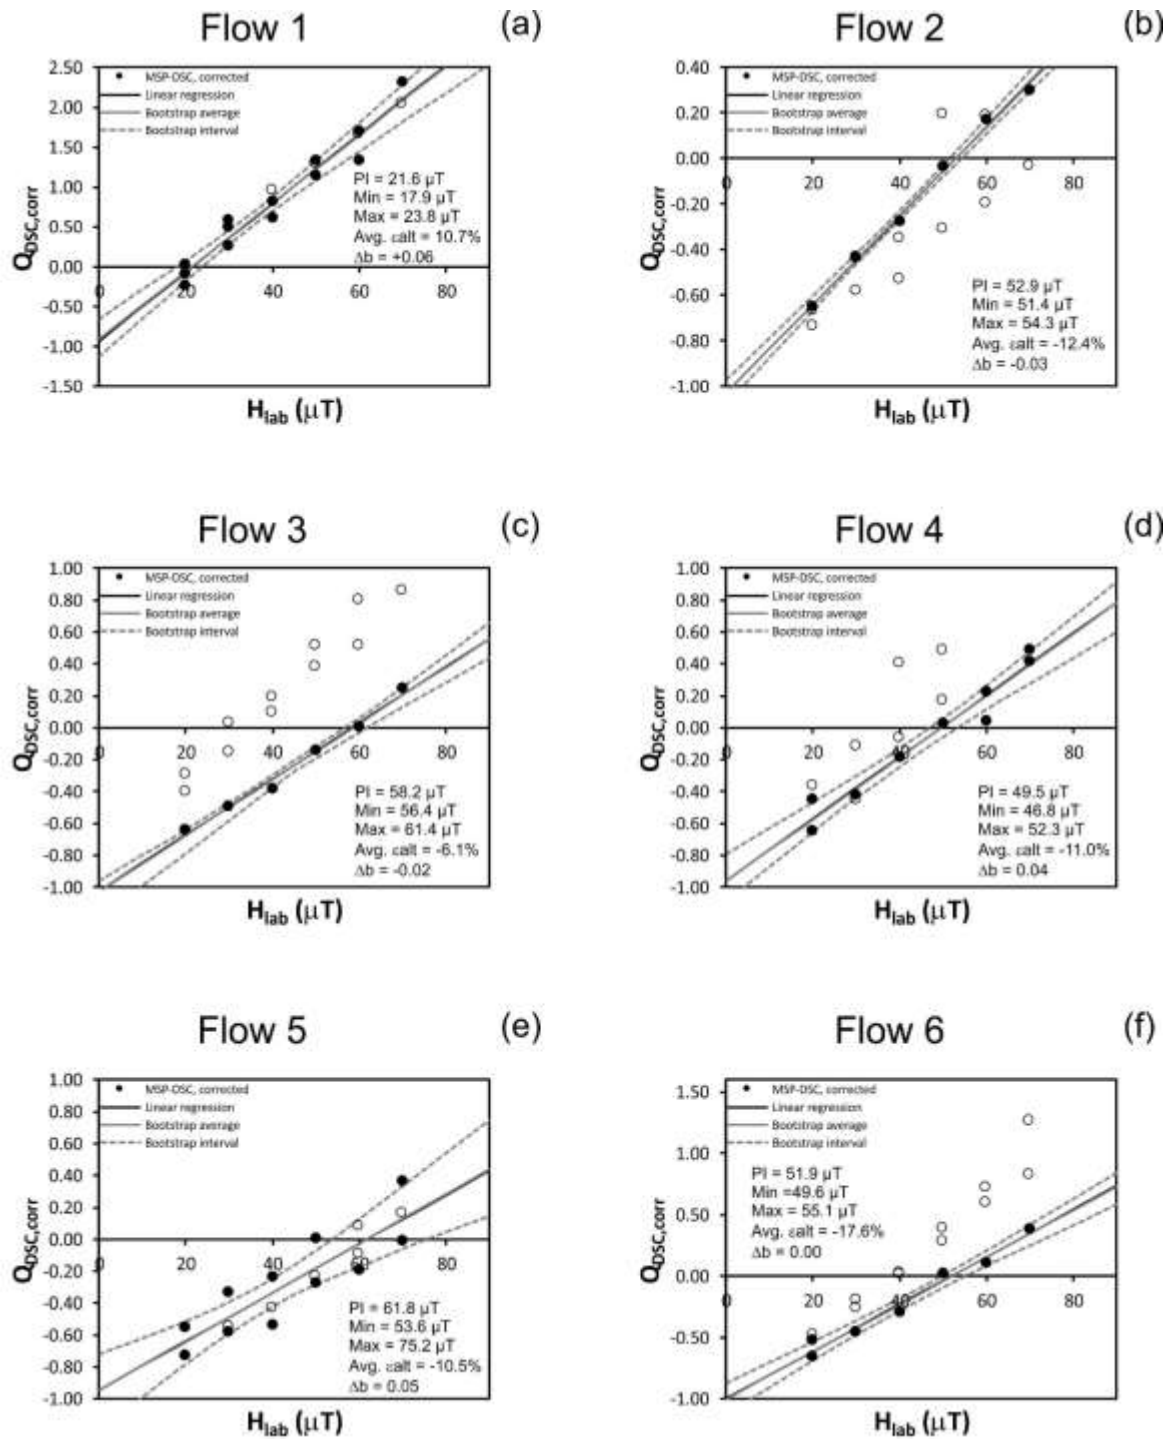 Flow 1
(a)
2.50
2.00
1.50
1.00
0.50
0.00
-0.50
-1.00
-1.50
QDSC,corr
MSP-DSC, corrected
Linear regression
Bootstrap average
Bootstrap interval
PI = 21.6 µT
Min = 17.9 µT
Max = 23.8 µT
Avg. εalt = 10.7%
Δb = +0.06
0 20 40 60 80
Hlab (µT)
Flow 2
(b)
0.40
0.20
0.00
-0.20
-0.40
-0.60
-0.80
-1.00
QDSC,corr
MSP-DSC, corrected
Linear regression
Bootstrap average
Bootstrap interval
0 20 40 60 80
PI = 52.9 µT
Min = 51.4 µT
Max = 54.3 µT
Avg. εalt = -12.4%
Δb = -0.03
Hlab (µT)
Flow 3
(c)
1.00
0.80
0.60
0.40
0.20
0.00
-0.20
-0.40
-0.60
-0.80
-1.00
QDSC,corr
MSP-DSC, corrected
Linear regression
Bootstrap average
Bootstrap interval
0 20 40 60 80
PI = 58.2 µT
Min = 56.4 µT
Max = 61.4 µT
Avg. εalt = -6.1%
Δb = -0.02
Hlab (µT)
Flow 4
(d)
1.00
0.80
0.60
0.40
0.20
0.00
-0.20
-0.40
-0.60
-0.80
-1.00
QDSC,corr
MSP-DSC, corrected
Linear regression
Bootstrap average
Bootstrap interval
0 20 40 60 80
PI = 49.5 µT
Min = 46.8 µT
Max = 52.3 µT
Avg. εalt = -11.0%
Δb = 0.04
Hlab (µT)
Flow 5
(e)
1.00
0.80
0.60
0.40
0.20
0.00
-0.20
-0.40
-0.60
-0.80
-1.00
QDSC,corr
MSP-DSC, corrected
Linear regression
Bootstrap average
Bootstrap interval
0 20 40 60 80
PI = 61.8 µT
Min = 53.6 µT
Max = 75.2 µT
Avg. εalt = -10.5%
Δb = 0.05
Hlab (µT)
Flow 6
(f)
1.50
1.00
0.50
0.00
-0.50
-1.00
QDSC,corr
MSP-DSC, corrected
Linear regression
Bootstrap average
Bootstrap interval
PI = 51.9 µT
Min =49.6 µT
Max = 55.1 µT
Avg. εalt = -17.6%
Δb = 0.00
0 20 40 60 80
Hlab (µT)